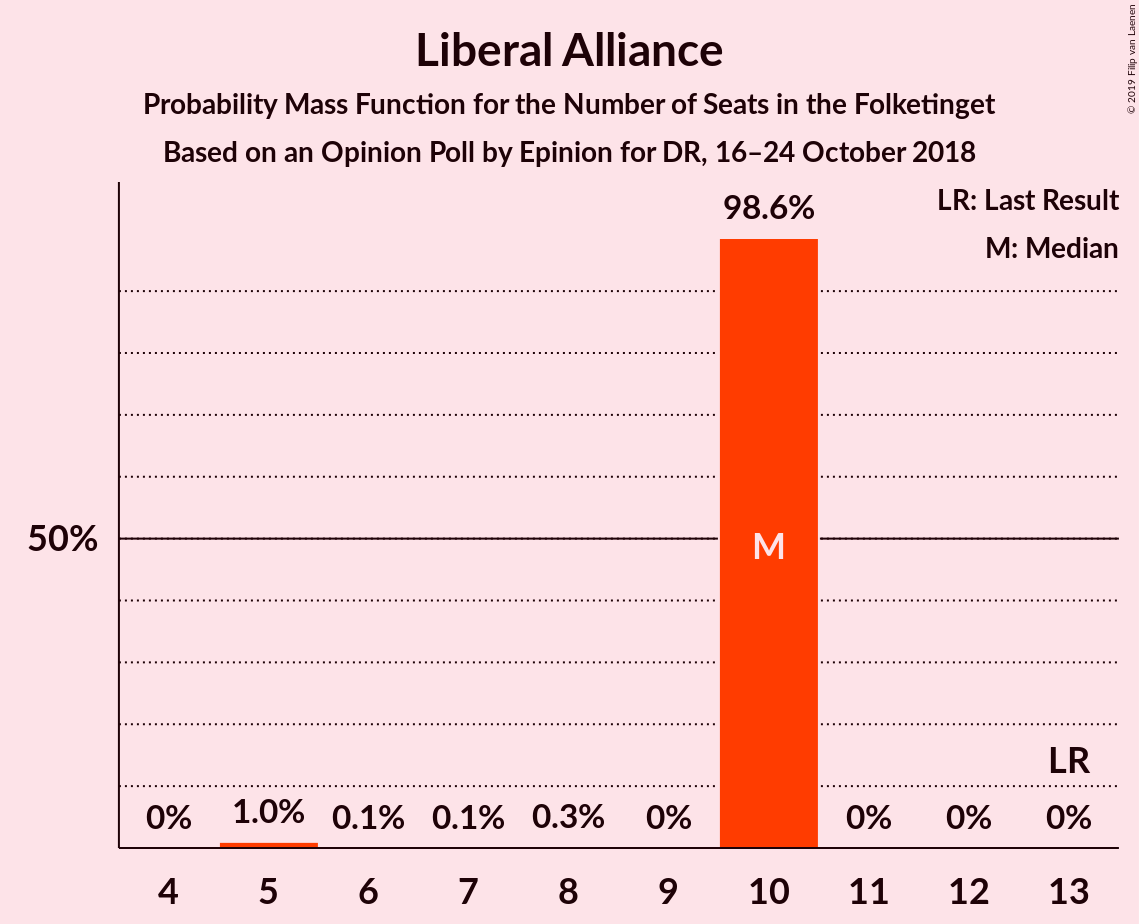 Liberal Alliance
Probability Mass Function for the Number of Seats in the Folketinget
Based on an Opinion Poll by Epinion for DR, 16–24 October 2018
© 2019 Filip van Laenen
LR: Last Result
M: Median
98.6%
50%
M
LR
0%
1.0%
0.1%
0.1%
0.3%
0%
0%
0%
0%
4
5
6
7
8
9
10
11
12
13